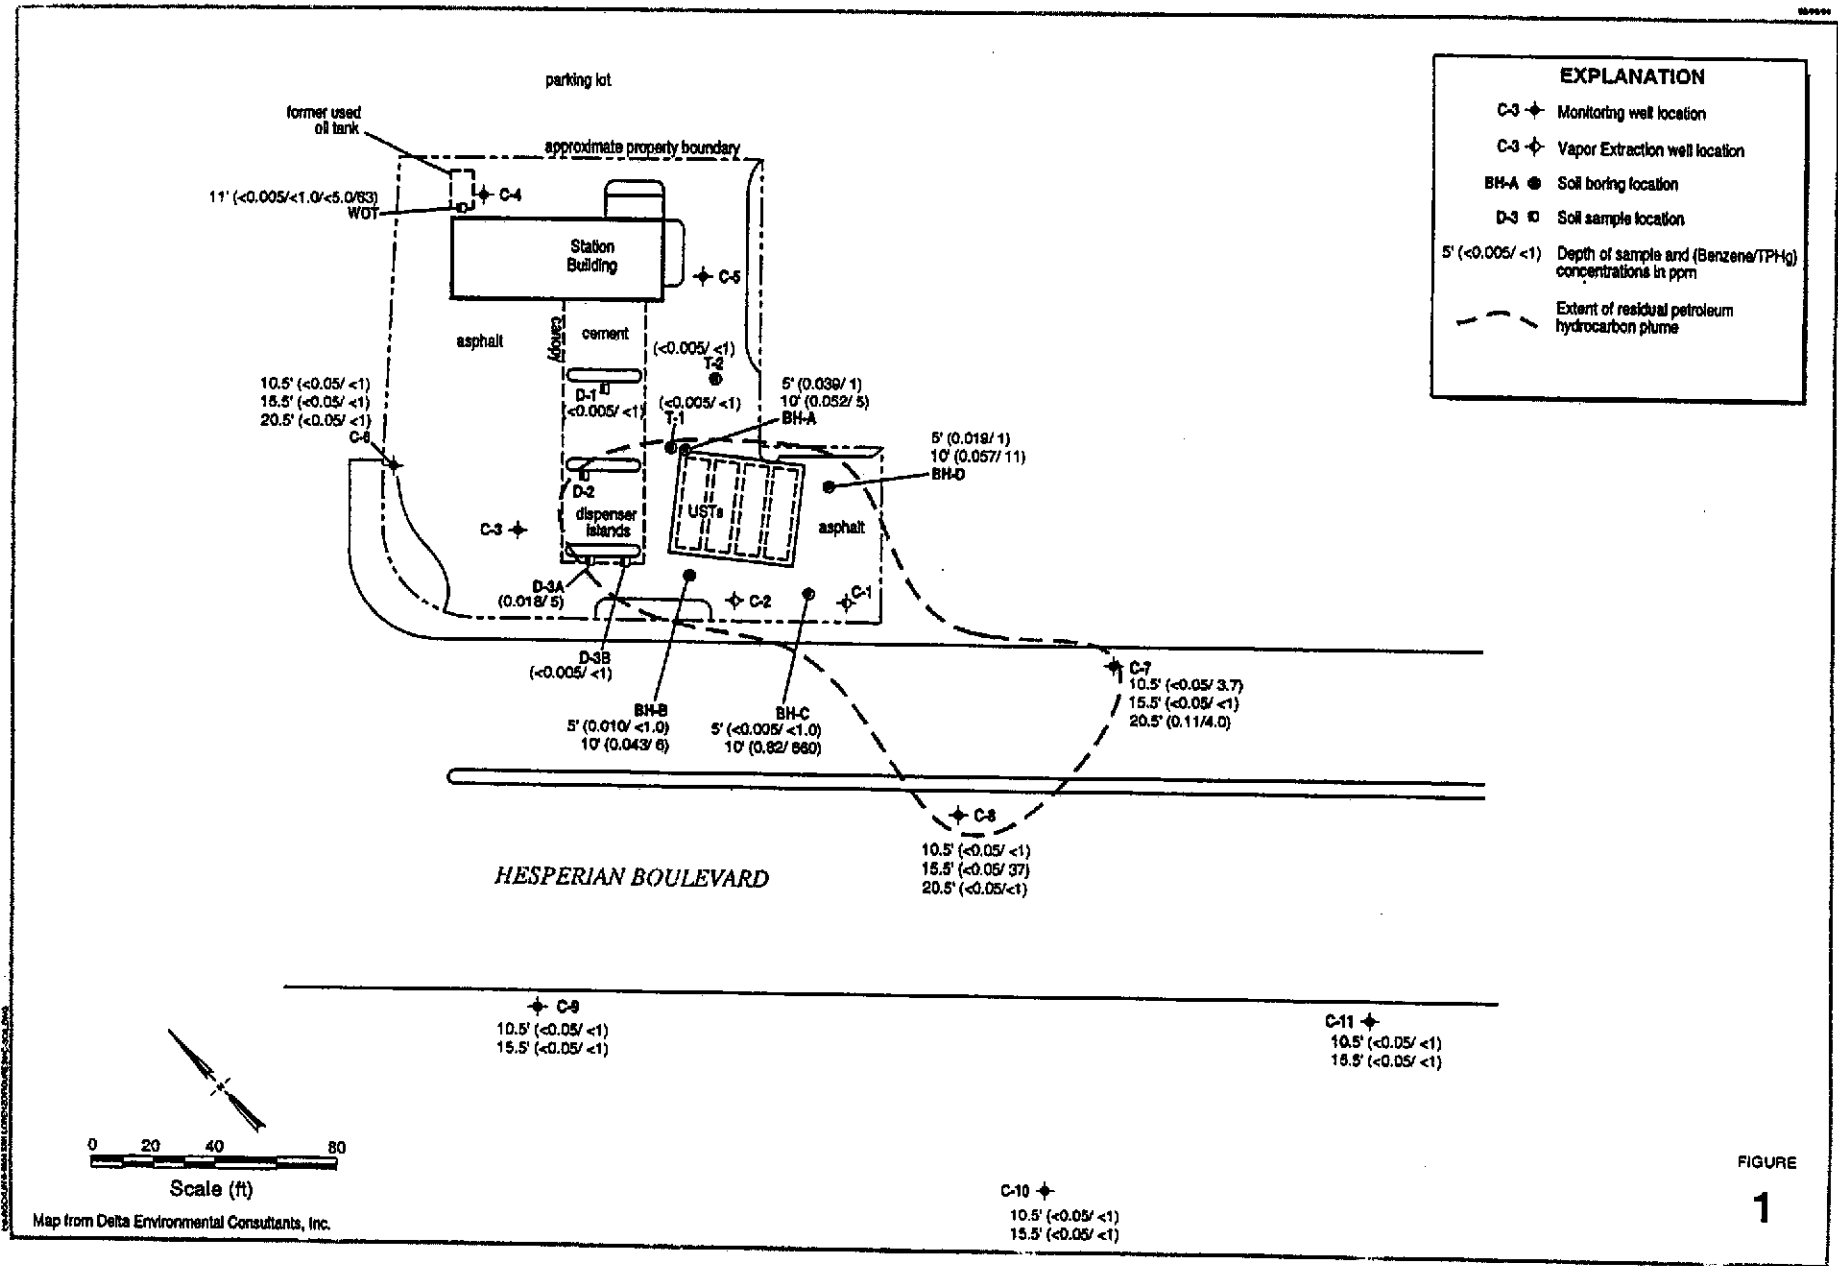 parking lot
former used
oil tank
approximate property boundary
11' (<0.005/<1.0/<5.0/63)
WOT
C-4
Station
Building
C-5
asphalt
canopy
cement
(<0.005/ <1)
T-2
D-1
(<0.005/ <1)
(<0.005/ <1)
T-1
5' (0.039/ 1)
10' (0.052/ 5)
BH-A
10.5' (<0.05/ <1)
15.5' (<0.05/ <1)
20.5' (<0.05/ <1)
C-6
5' (0.019/ 1)
10' (0.057/ 11)
BH-D
D-2
dispenser
islands
USTs
asphalt
C-3
D-3A
(0.018/ 5)
C-2
C-1
D-3B
(<0.005/ <1)
BH-B
5' (0.010/ <1.0)
10' (0.043/ 6)
BH-C
5' (<0.005/ <1.0)
10' (0.82/ 660)
C-7
10.5' (<0.05/ 3.7)
15.5' (<0.05/ <1)
20.5' (0.11/4.0)
C-8
10.5' (<0.05/ <1)
15.5' (<0.05/ 37)
20.5' (<0.05/<1)
HESPERIAN BOULEVARD
C-9
10.5' (<0.05/ <1)
15.5' (<0.05/ <1)
C-11
10.5' (<0.05/ <1)
15.5' (<0.05/ <1)
C-10
10.5' (<0.05/ <1)
15.5' (<0.05/ <1)
0 20 40 80
Scale (ft)
Map from Delta Environmental Consultants, Inc.
EXPLANATION
C-3 Monitoring well location
C-3 Vapor Extraction well location
BH-A Soil boring location
D-3 Soil sample location
5' (<0.005/ <1) Depth of sample and (Benzene/TPHg)
concentrations in ppm
Extent of residual petroleum
hydrocarbon plume
FIGURE
1